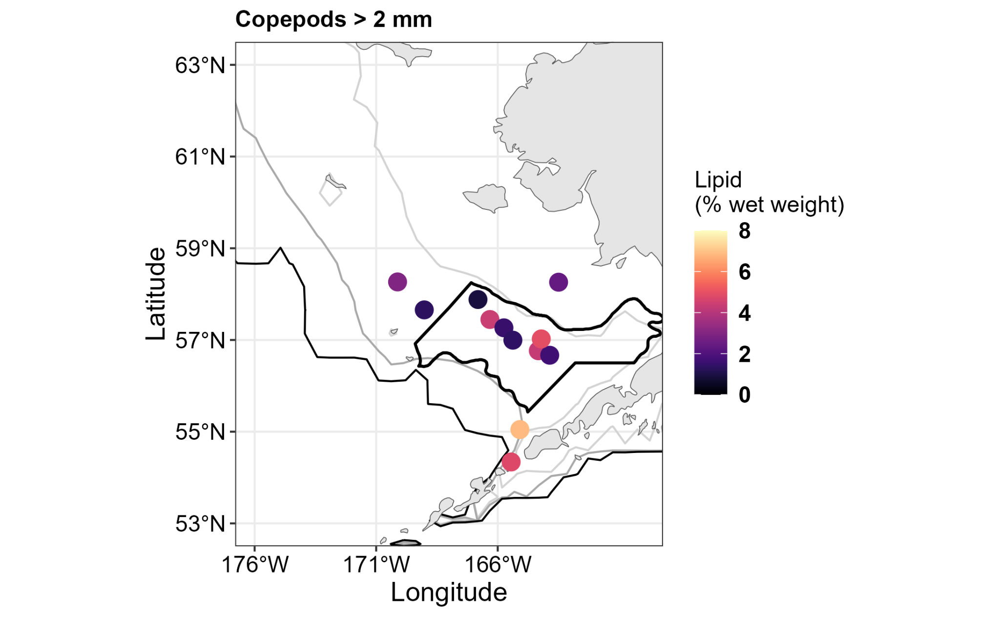 Copepods > 2 mm
63°N
61°N
59°N
57°N
55°N
53°N
Latitude
176°W
171°W
166°W
Longitude
Lipid
(% wet weight)
8
6
4
2
0